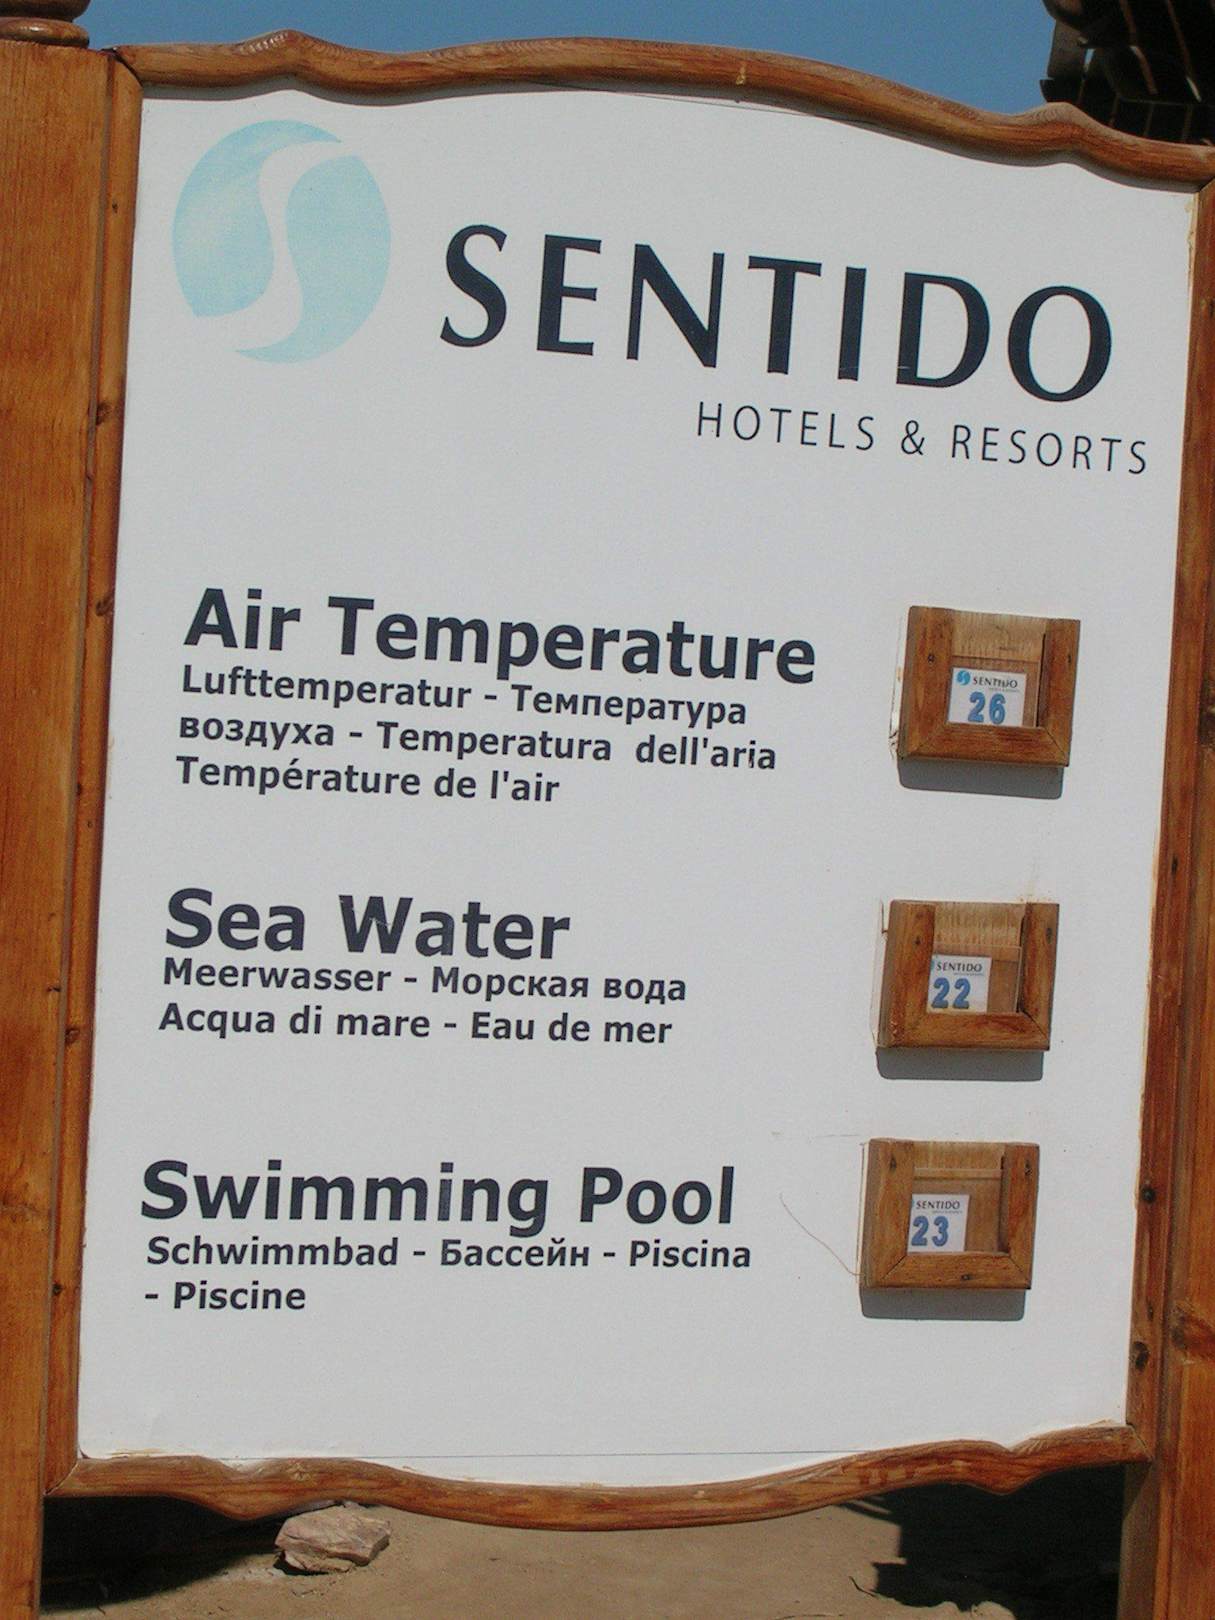 SENTIDO
HOTELS & RESORTS
Air Temperature
Lufttemperatur - Температура
воздуха - Temperatura dell'aria
Température de l'air
SENTIDO
26
Sea Water
Meerwasser - Морская вода
Acqua di mare - Eau de mer
SENTIDO
22
Swimming Pool
Schwimmbad - Бассейн - Piscina
- Piscine
SENTIDO
23